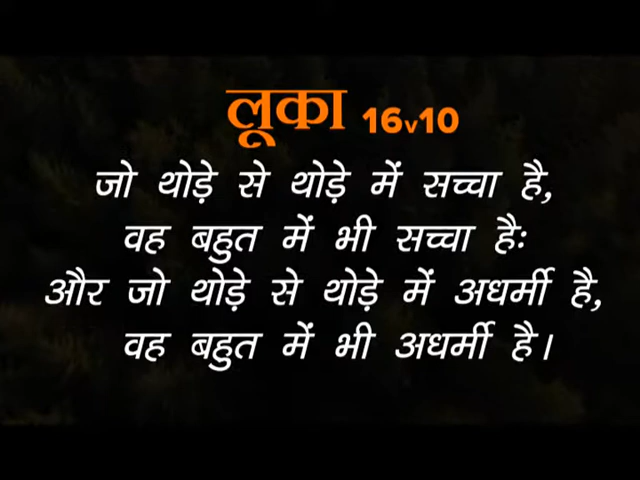 लूका 16v10
जो थोड़े से थोड़े में सच्चा है,
वह बहुत में भी सच्चा हैः
और जो थोड़े से थोड़े में अधर्मी है,
वह बहुत में भी अधर्मी है।